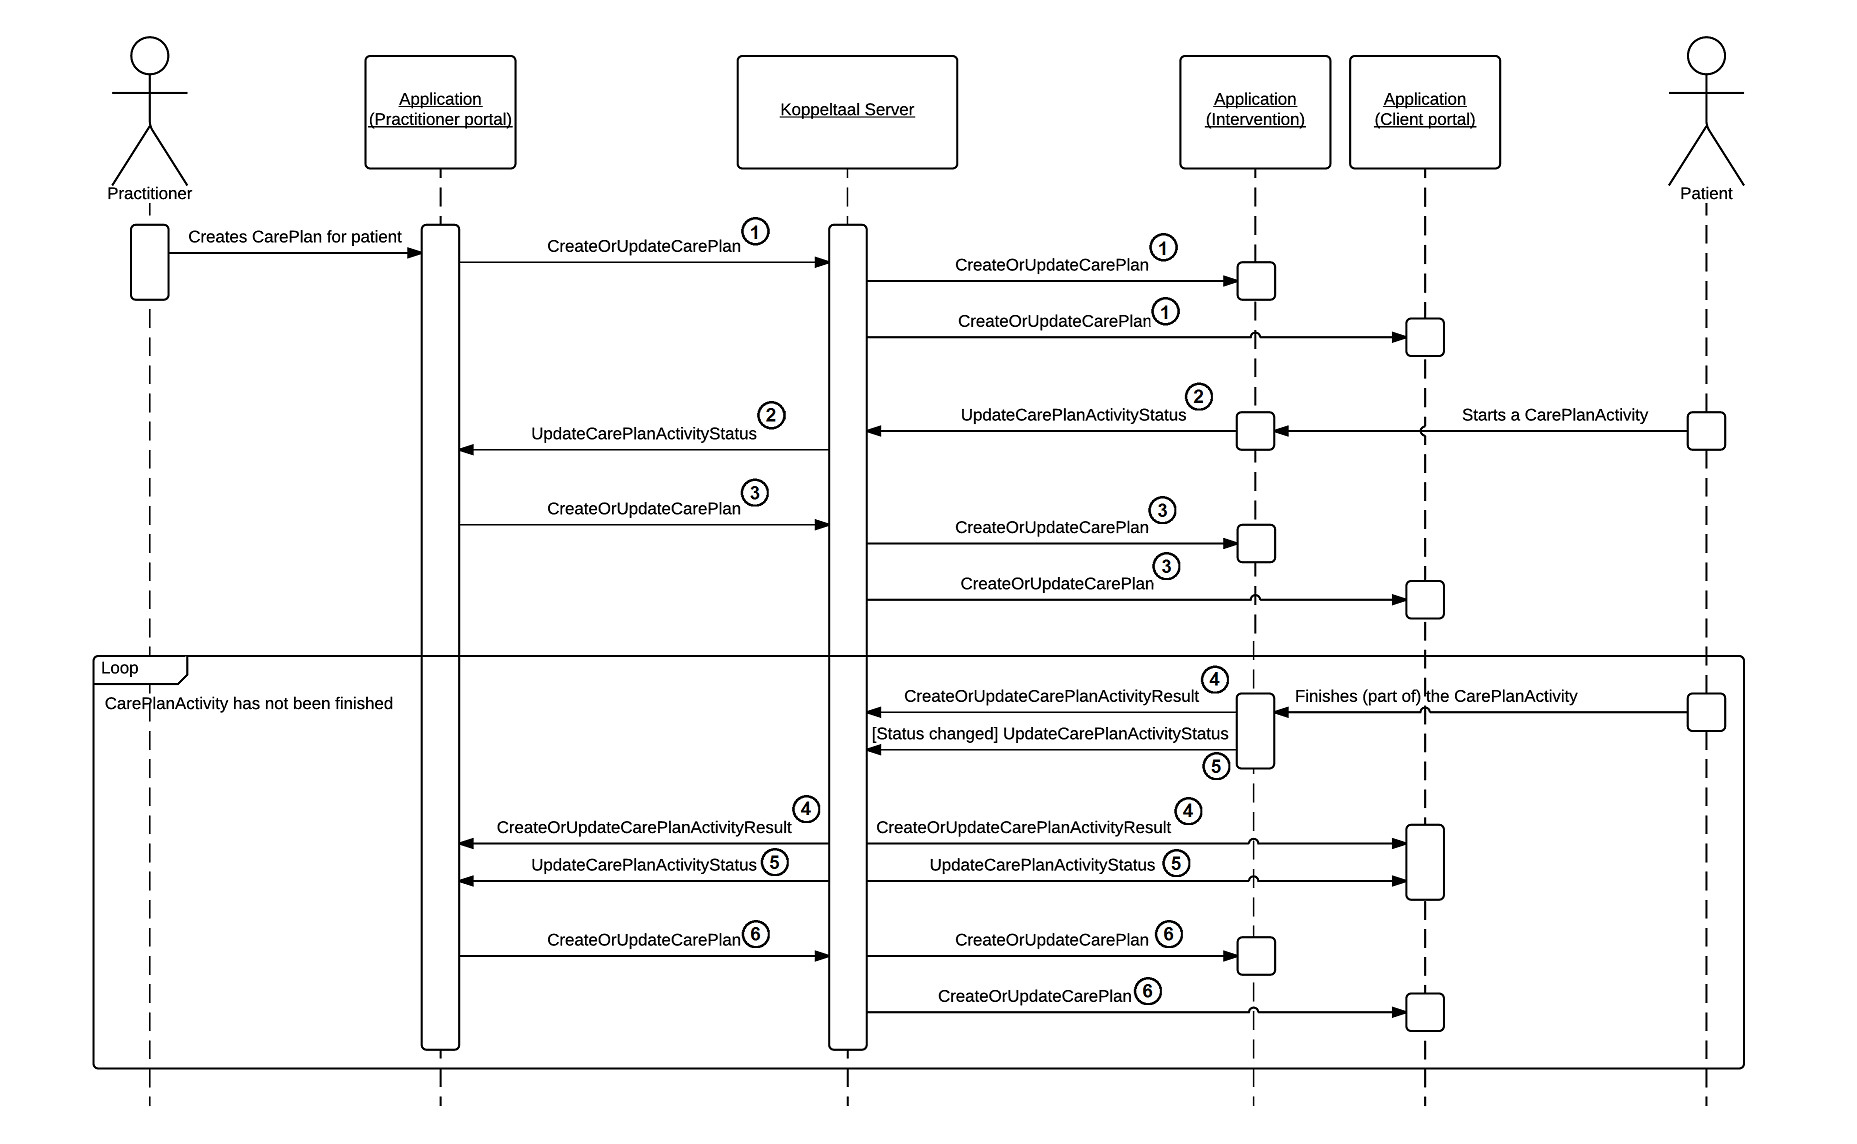 Application
(Practitioner portal)
Koppeltaal Server
Application
(Intervention)
Application
(Client portal)
Practitioner
Patient
Creates CarePlan for patient
CreateOrUpdateCarePlan
1
CreateOrUpdateCarePlan
1
CreateOrUpdateCarePlan
1
Starts a CarePlanActivity
UpdateCarePlanActivityStatus
2
UpdateCarePlanActivityStatus
2
CreateOrUpdateCarePlan
3
CreateOrUpdateCarePlan
3
CreateOrUpdateCarePlan
3
Loop
CarePlanActivity has not been finished
Finishes (part of) the CarePlanActivity
CreateOrUpdateCarePlanActivityResult
4
[Status changed] UpdateCarePlanActivityStatus
5
CreateOrUpdateCarePlanActivityResult
4
CreateOrUpdateCarePlanActivityResult
4
UpdateCarePlanActivityStatus
5
UpdateCarePlanActivityStatus
5
CreateOrUpdateCarePlan
6
CreateOrUpdateCarePlan
6
CreateOrUpdateCarePlan
6